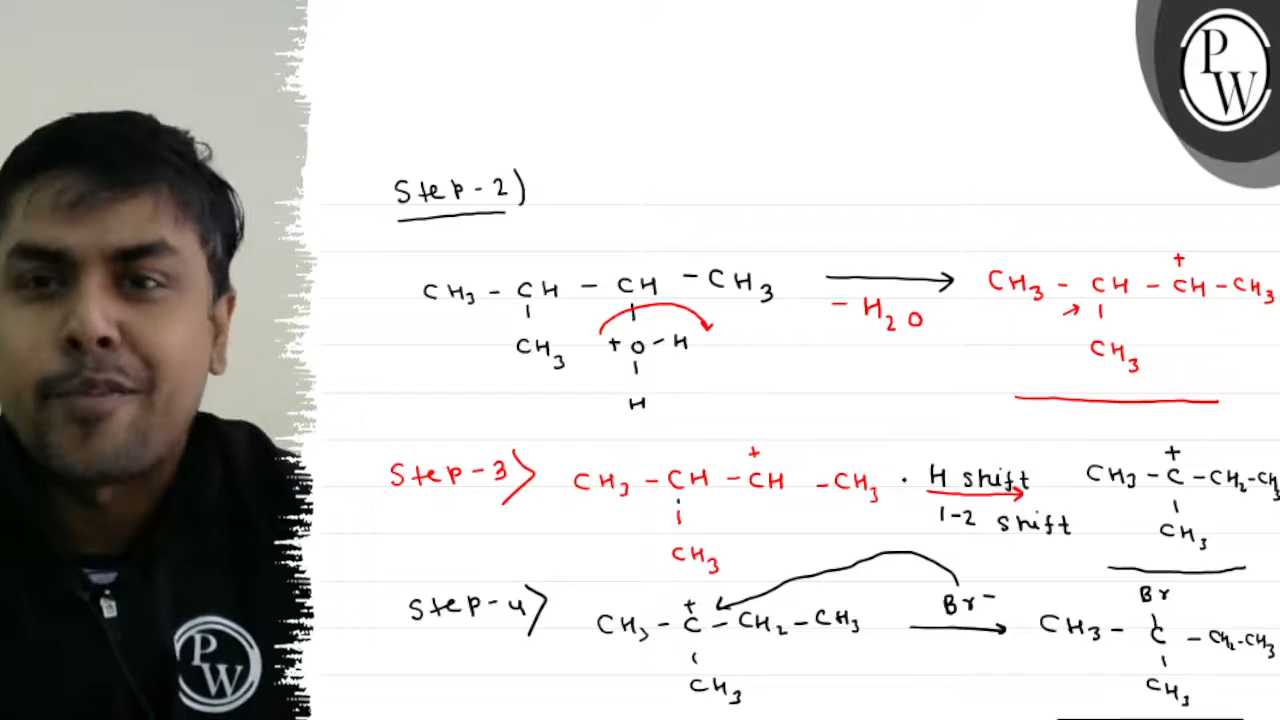 PW
Step-2)
CH3 - CH - CH - CH3 → CH3 - CH - CH - CH3
- H2O
+
CH3 + O - H CH3
H
Step-3> CH3 - CH - CH - CH3 . H shift CH3 - C - CH2 - CH3
+ 1-2 shift +
CH3 CH3
Step-4> CH3 - C - CH2 - CH3 Br- → CH3 - C - CH2 - CH3
+ Br
CH3 CH3
PW